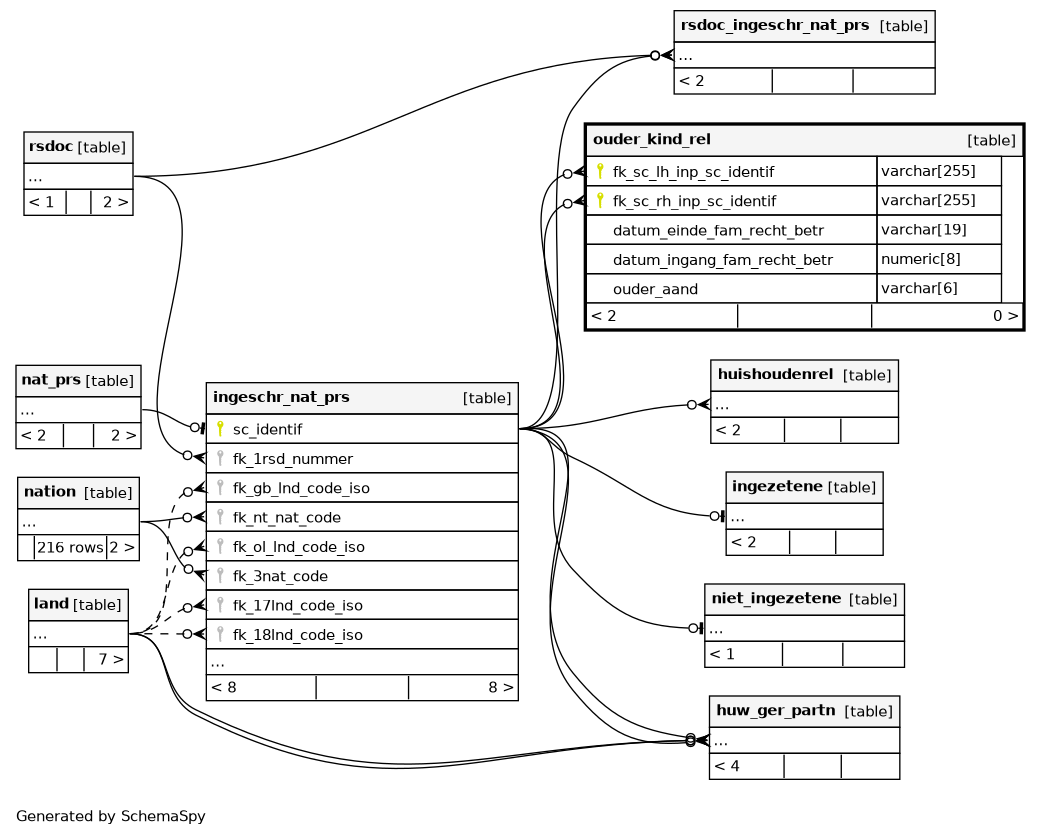 rsdoc_ingeschr_nat_prs [table]
...
< 2
ouder_kind_rel [table]
fk_sc_lh_inp_sc_identif varchar[255]
fk_sc_rh_inp_sc_identif varchar[255]
datum_einde_fam_recht_betr varchar[19]
datum_ingang_fam_recht_betr numeric[8]
ouder_aand varchar[6]
< 2 0 >
rsdoc [table]
...
< 1 2 >
nat_prs [table]
...
< 2 2 >
nation [table]
...
216 rows 2 >
land [table]
...
7 >
ingeschr_nat_prs [table]
sc_identif
fk_1rsd_nummer
fk_gb_lnd_code_iso
fk_nt_nat_code
fk_ol_lnd_code_iso
fk_3nat_code
fk_17lnd_code_iso
fk_18lnd_code_iso
...
< 8 8 >
huishoudenrel [table]
...
< 2
ingezetene [table]
...
< 2
niet_ingezetene [table]
...
< 1
huw_ger_partn [table]
...
< 4
Generated by SchemaSpy